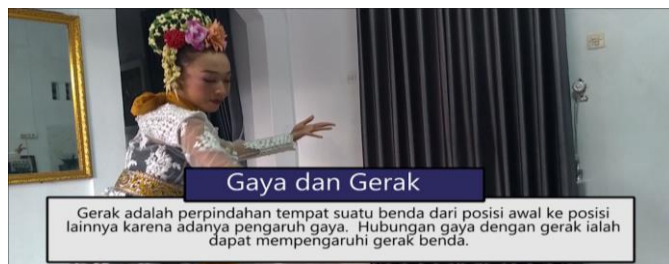 Gaya dan Gerak
Gerak adalah perpindahan tempat suatu benda dari posisi awal ke posisi
lainnya karena adanya pengaruh gaya. Hubungan gaya dengan gerak ialah
dapat mempengaruhi gerak benda.